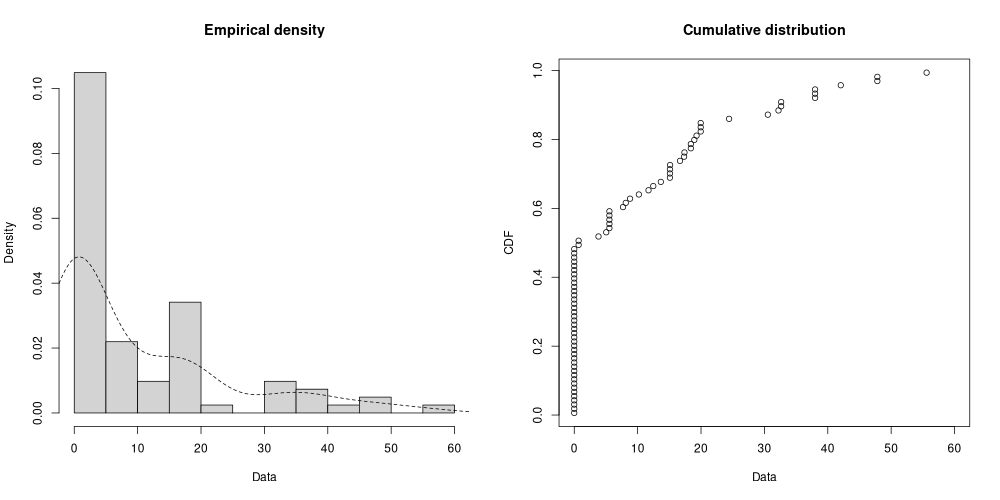 Empirical density
Density
0.00 0.02 0.04 0.06 0.08 0.10
0 10 20 30 40 50 60
Data
Cumulative distribution
CDF
0.0 0.2 0.4 0.6 0.8 1.0
0 10 20 30 40 50 60
Data